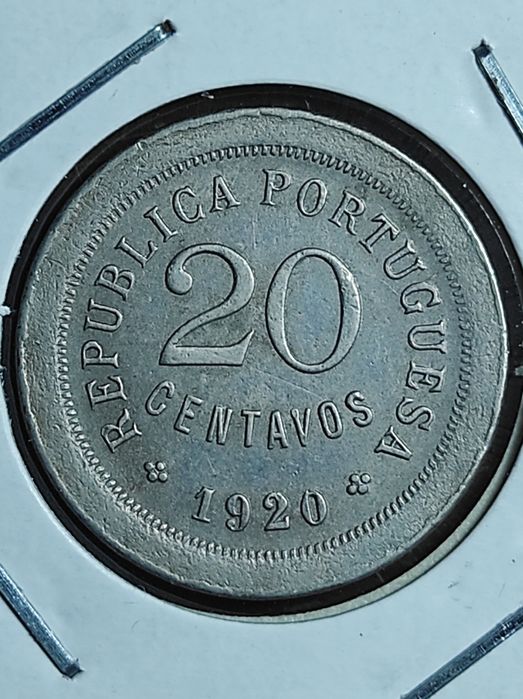 REPUBLICA PORTUGUESA
20
CENTAVOS
1920